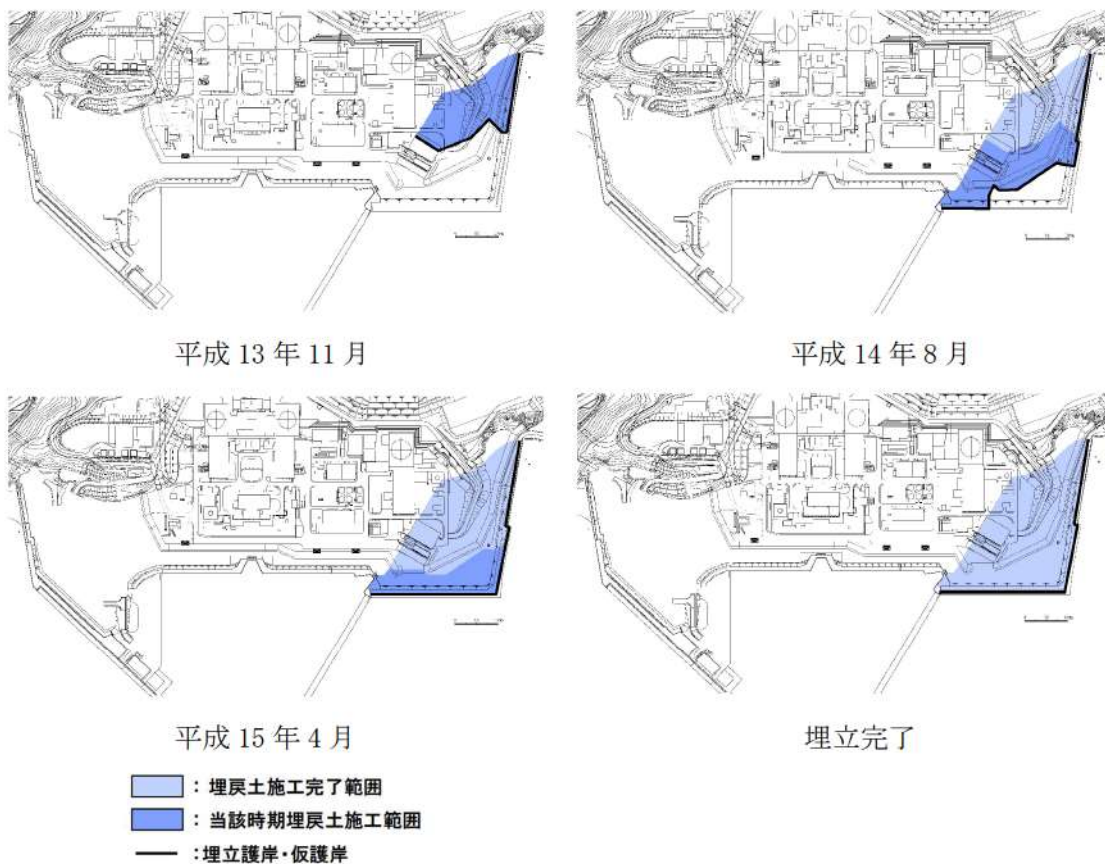 平成 13 年 11 月
平成 14 年 8 月
平成 15 年 4 月
埋立完了
：埋戻土施工完了範囲
：当該時期埋戻土施工範囲
：埋立護岸・仮護岸